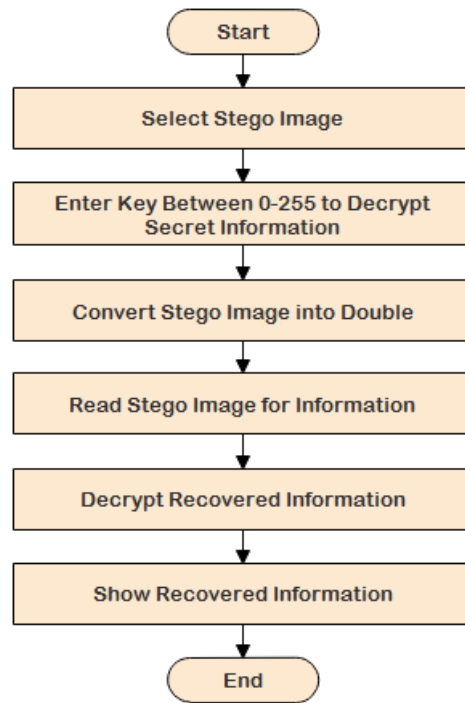 Start
Select Stego Image
Enter Key Between 0-255 to Decrypt
Secret Information
Convert Stego Image into Double
Read Stego Image for Information
Decrypt Recovered Information
Show Recovered Information
End